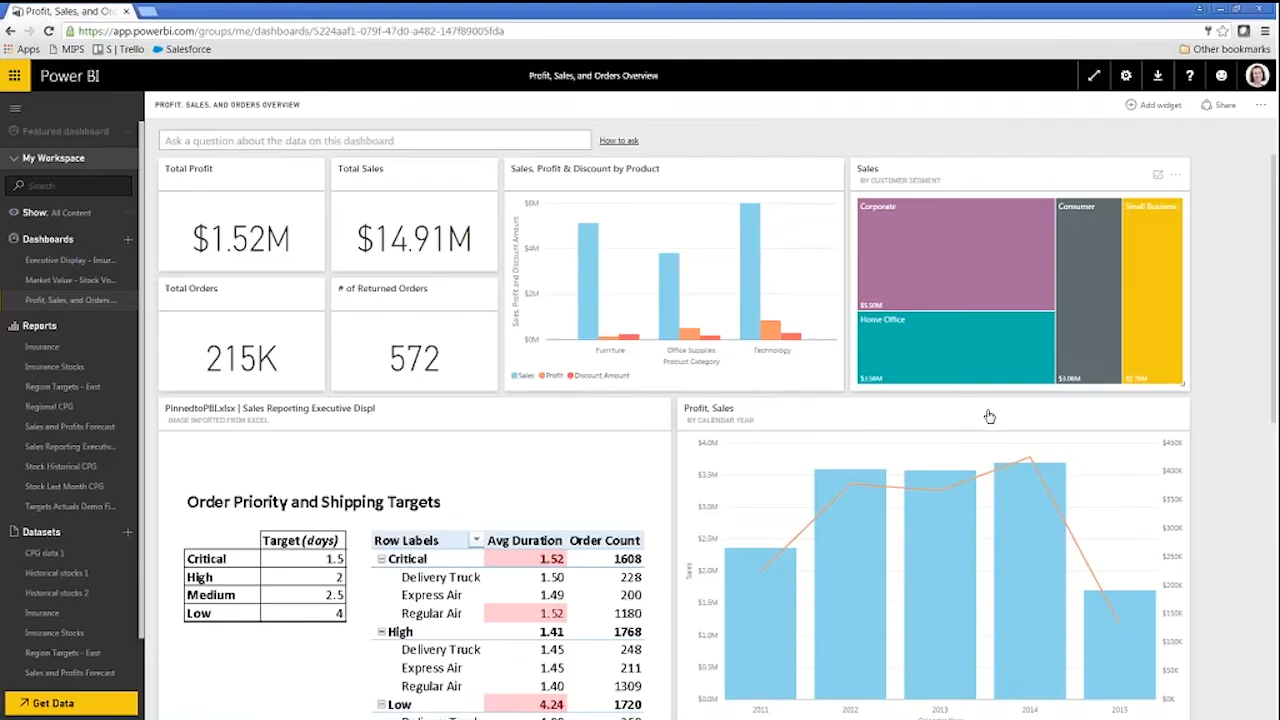 Profit, Sales, and Or
https://app.powerbi.com/groups/me/dashboards/5224aaf1-079f-47d0-a482-147f89005fda
Apps MIPS S | Trello Salesforce Other bookmarks
Power BI Profit, Sales, and Orders Overview
PROFIT, SALES, AND ORDERS OVERVIEW Add widget Share ...
Featured dashboard
My Workspace
Search
Show: All Content
Dashboards +
Executive Display - Insur...
Market Value - Stock Vo...
Profit, Sales, and Orders...
Reports
Insurance
Insurance Stocks
Region Targets - East
Regional CPG
Sales and Profits Forecast
Sales Reporting Executiv...
Stock Historical CPG
Stock Last Month CPG
Targets Actuals Demo Fi...
Datasets +
CPG data 1
Historical stocks 1
Historical stocks 2
Insurance
Insurance Stocks
Region Targets - East
Sales and Profits Forecast
Get Data
Ask a question about the data on this dashboard
How to ask
Total Profit
$1.52M
Total Sales
$14.91M
Total Orders
215K
# of Returned Orders
572
Sales, Profit & Discount by Product
Sales, Profit and Discount Amount
$6M
$4M
$2M
$0M
Furniture Office Supplies Technology
Product Category
Sales Profit Discount Amount
Sales
BY CUSTOMER SEGMENT
...
Corporate
$5.50M
Home Office
$3.56M
Consumer
$3.06M
Small Business
PinnedtoPBI.xlsx | Sales Reporting Executive Displ
IMAGE IMPORTED FROM EXCEL
Order Priority and Shipping Targets
Target (days)
Critical 1.5
High 2
Medium 2.5
Low 4
Row Labels Avg Duration Order Count
Critical 1.52 1608
Delivery Truck 1.50 228
Express Air 1.49 200
Regular Air 1.52 1180
High 1.41 1768
Delivery Truck 1.45 248
Express Air 1.45 211
Regular Air 1.40 1309
Low 4.24 1720
Profit, Sales
BY CALENDAR YEAR
Sales
$4.0M
$3.5M
$3.0M
$2.5M
$2.0M
$1.5M
$1.0M
$0.5M
$0.0M
$450K
$400K
$350K
$300K
$250K
$200K
$150K
$100K
$50K
$0K
2011 2012 2013 2014 2015